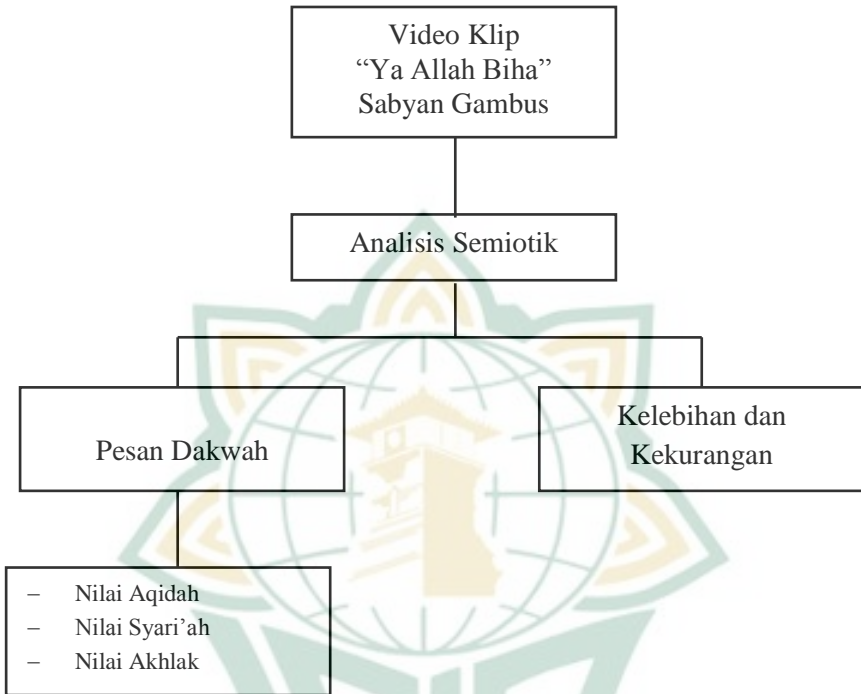 Video Klip
“Ya Allah Biha”
Sabyan Gambus
Analisis Semiotik
Pesan Dakwah
Kelebihan dan
Kekurangan
– Nilai Aqidah
– Nilai Syari’ah
– Nilai Akhlak